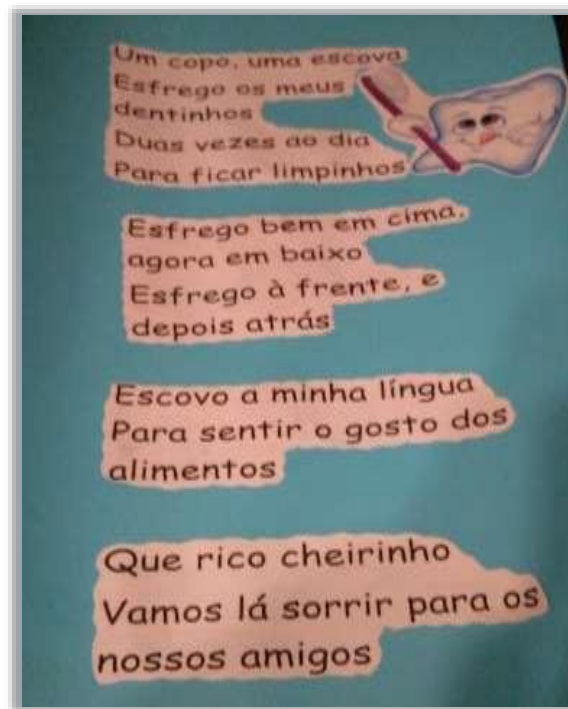 Um copo, uma escova
Esfrego os meus
dentinhos
Duas vezes ao dia
Para ficar limpinhos
Esfrego bem em cima,
agora em baixo
Esfrego à frente, e
depois atrás
Escovo a minha língua
Para sentir o gosto dos
alimentos
Que rico cheirinho
Vamos lá sorrir para os
nossos amigos